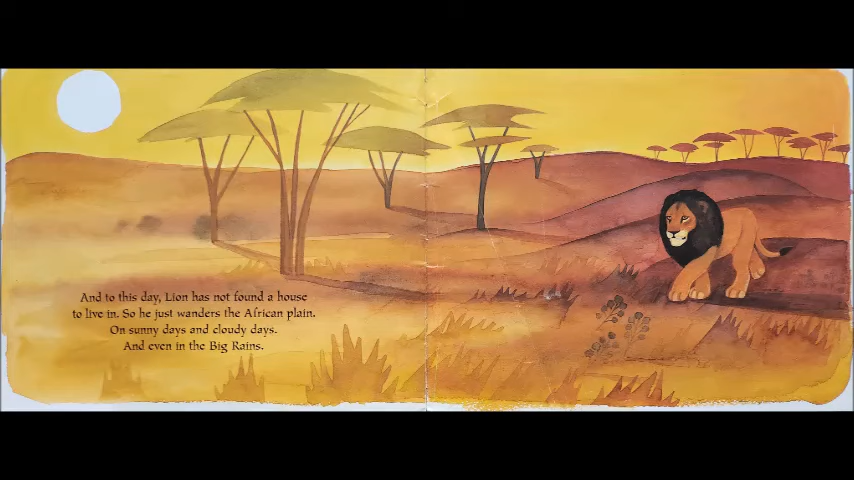 And to this day, Lion has not found a house
to live in. So he just wanders the African plain.
On sunny days and cloudy days.
And even in the Big Rains.